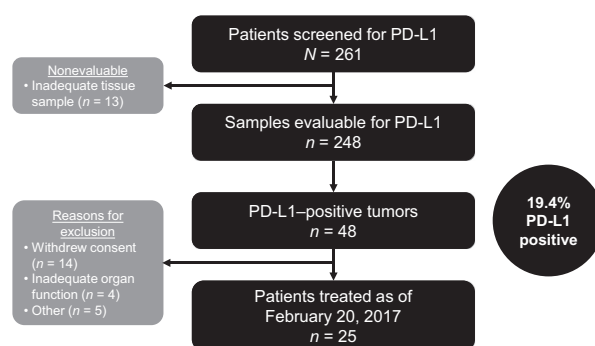 Patients screened for PD-L1
N = 261
Nonevaluable
• Inadequate tissue
sample (n = 13)
Samples evaluable for PD-L1
n = 248
PD-L1–positive tumors
n = 48
19.4%
PD-L1
positive
Reasons for
exclusion
• Withdrew consent
(n = 14)
• Inadequate organ
function (n = 4)
• Other (n = 5)
Patients treated as of
February 20, 2017
n = 25